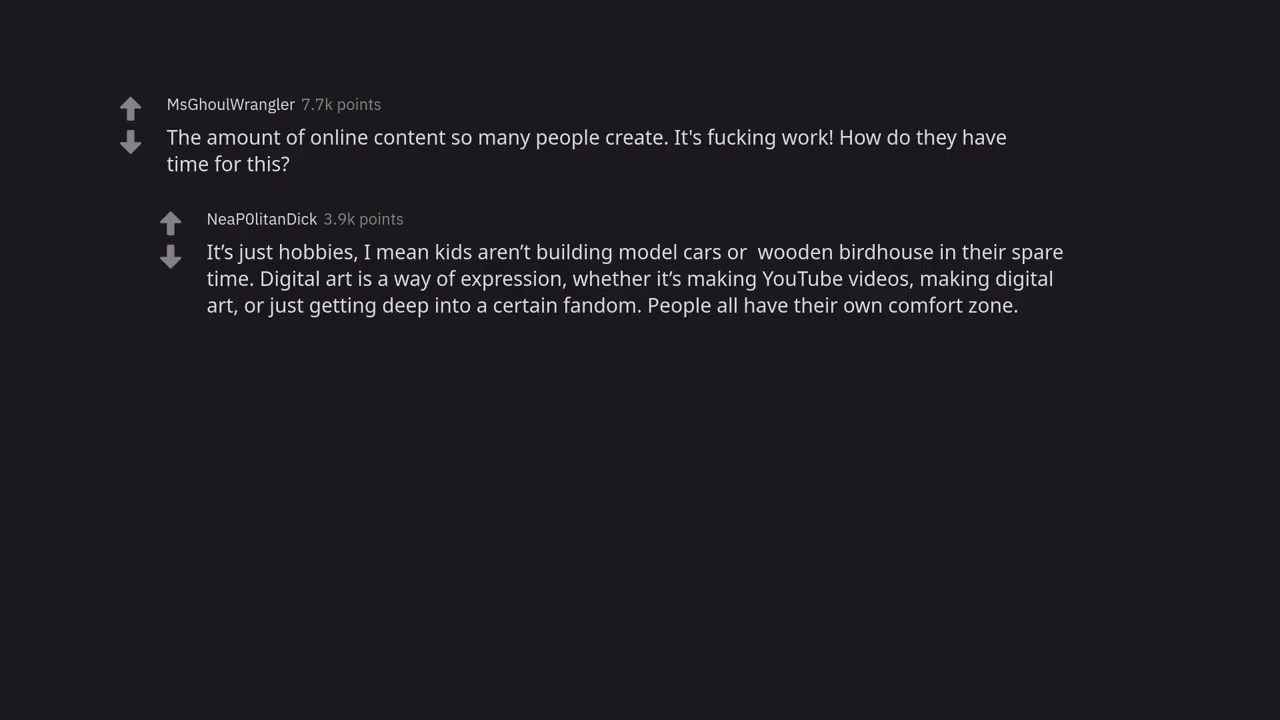 MsGhoulWrangler 7.7k points
The amount of online content so many people create. It's fucking work! How do they have
time for this?
NeaP0litanDick 3.9k points
It’s just hobbies, I mean kids aren’t building model cars or  wooden birdhouse in their spare
time. Digital art is a way of expression, whether it’s making YouTube videos, making digital
art, or just getting deep into a certain fandom. People all have their own comfort zone.